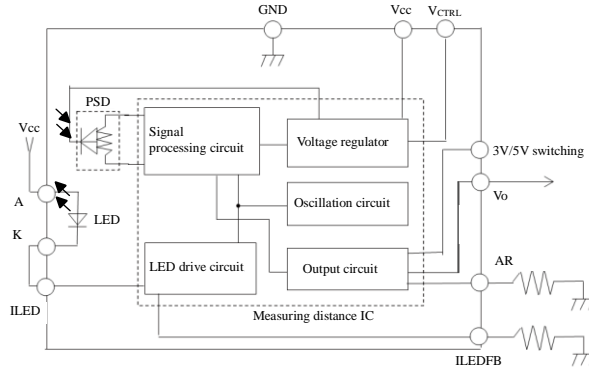 GND
Vcc
VCTRL
PSD
Vcc
Signal
processing circuit
Voltage regulator
3V/5V switching
A
Oscillation circuit
Vo
LED
K
LED drive circuit
Output circuit
AR
ILED
Measuring distance IC
ILEDFB